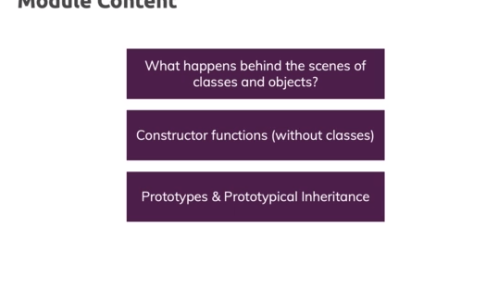 Module Content
What happens behind the scenes of
classes and objects?
Constructor functions (without classes)
Prototypes & Prototypical Inheritance